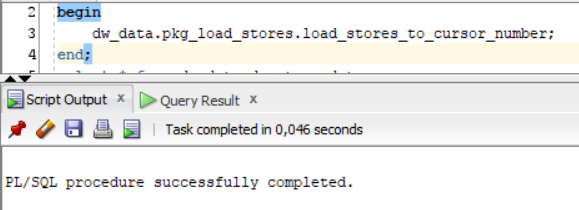 2 begin
3 dw_data.pkg_load_stores.load_stores_to_cursor_number;
4 end;
Script Output x Query Result x
Task completed in 0,046 seconds
PL/SQL procedure successfully completed.